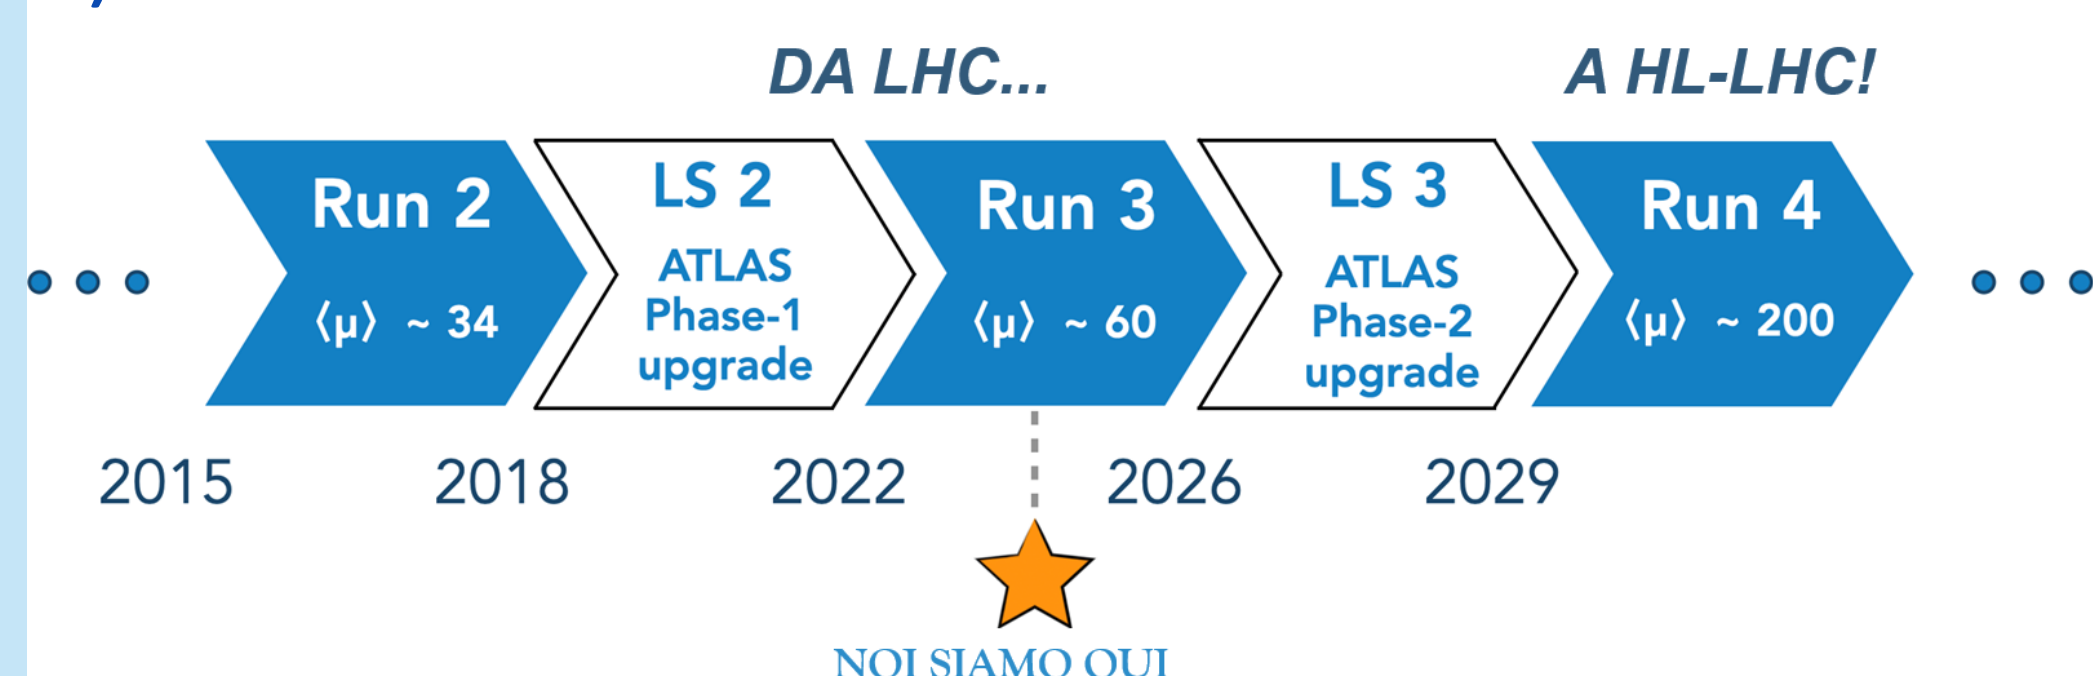 DA LHC...
A HL-LHC!
Run 2
⟨μ⟩ ~ 34
LS 2
ATLAS
Phase-1
upgrade
Run 3
⟨μ⟩ ~ 60
LS 3
ATLAS
Phase-2
upgrade
Run 4
⟨μ⟩ ~ 200
2015 2018 2022 2026 2029
NOI SIAMO QUI